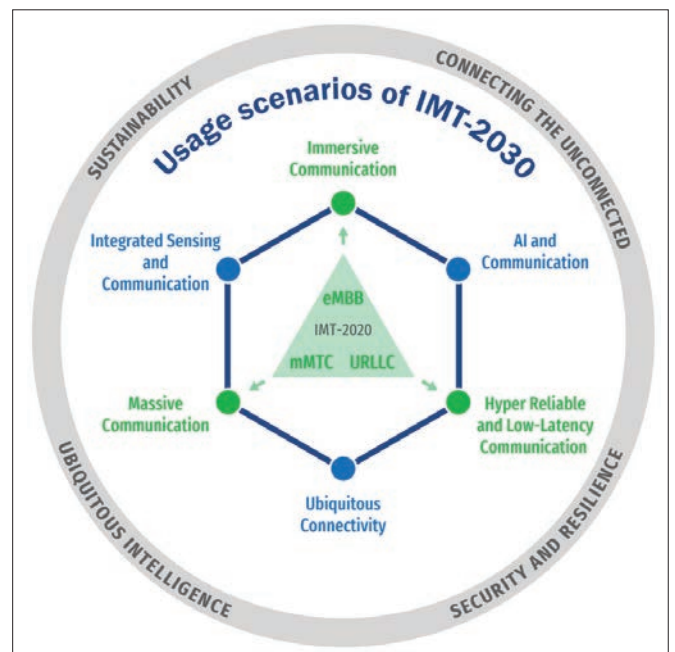 SUSTAINABILITY
CONNECTING THE UNCONNECTED
Usage scenarios of IMT-2030
Immersive
Communication
Integrated Sensing
and
Communication
AI and
Communication
eMBB
IMT-2020
mMTC URLLC
Massive
Communication
Hyper Reliable
and Low-Latency
Communication
Ubiquitous
Connectivity
UBIQUITOUS INTELLIGENCE
SECURITY AND RESILIENCE